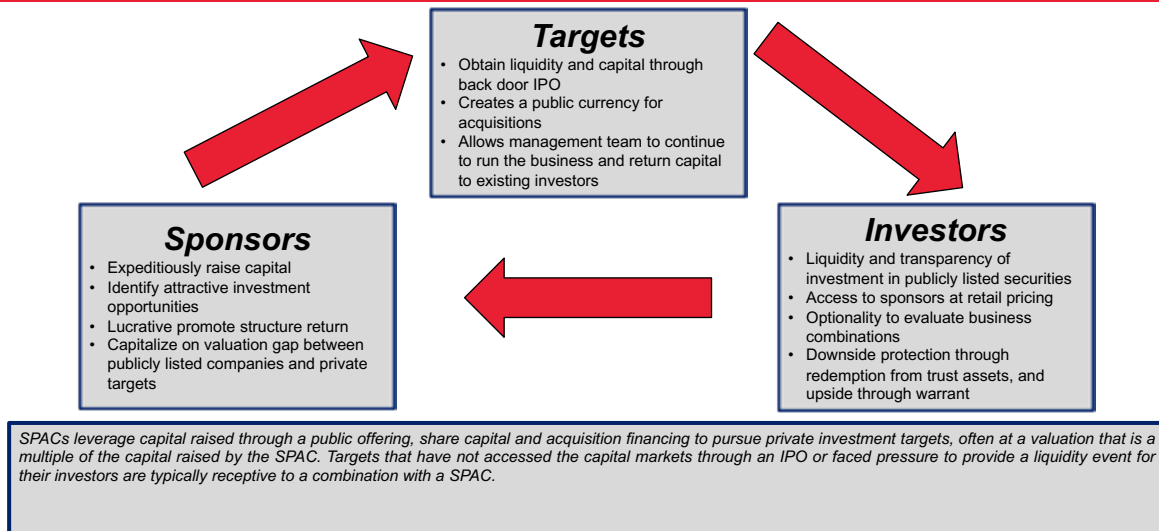 Targets
• Obtain liquidity and capital through
back door IPO
• Creates a public currency for
acquisitions
• Allows management team to continue
to run the business and return capital
to existing investors
Sponsors
• Expeditiously raise capital
• Identify attractive investment
opportunities
• Lucrative promote structure return
• Capitalize on valuation gap between
publicly listed companies and private
targets
Investors
• Liquidity and transparency of
investment in publicly listed securities
• Access to sponsors at retail pricing
• Optionality to evaluate business
combinations
• Downside protection through
redemption from trust assets, and
upside through warrant
SPACs leverage capital raised through a public offering, share capital and acquisition financing to pursue private investment targets, often at a valuation that is a
multiple of the capital raised by the SPAC. Targets that have not accessed the capital markets through an IPO or faced pressure to provide a liquidity event for
their investors are typically receptive to a combination with a SPAC.